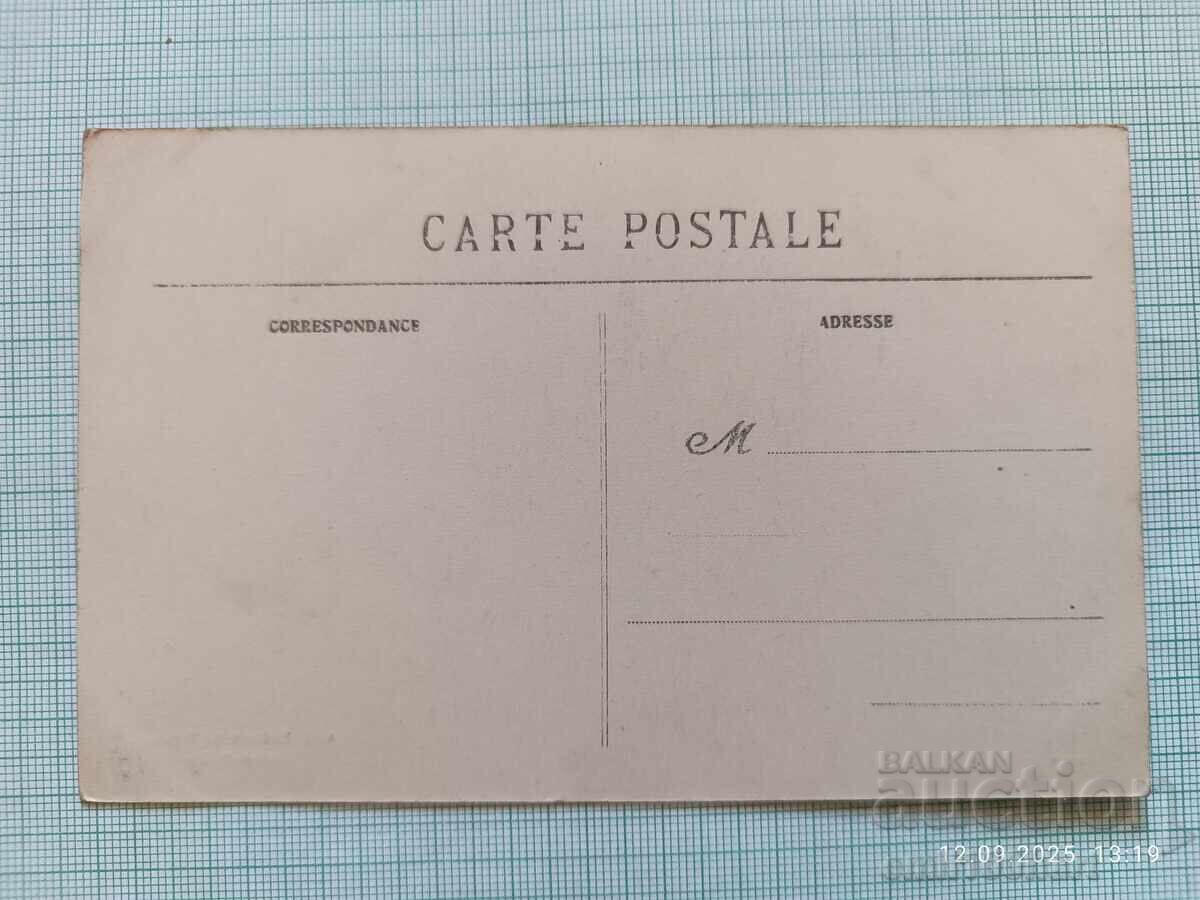 CARTE POSTALE
CORRESPONDANCE
ADRESSE
M
BALKAN
auction
12.09.2025 13:19